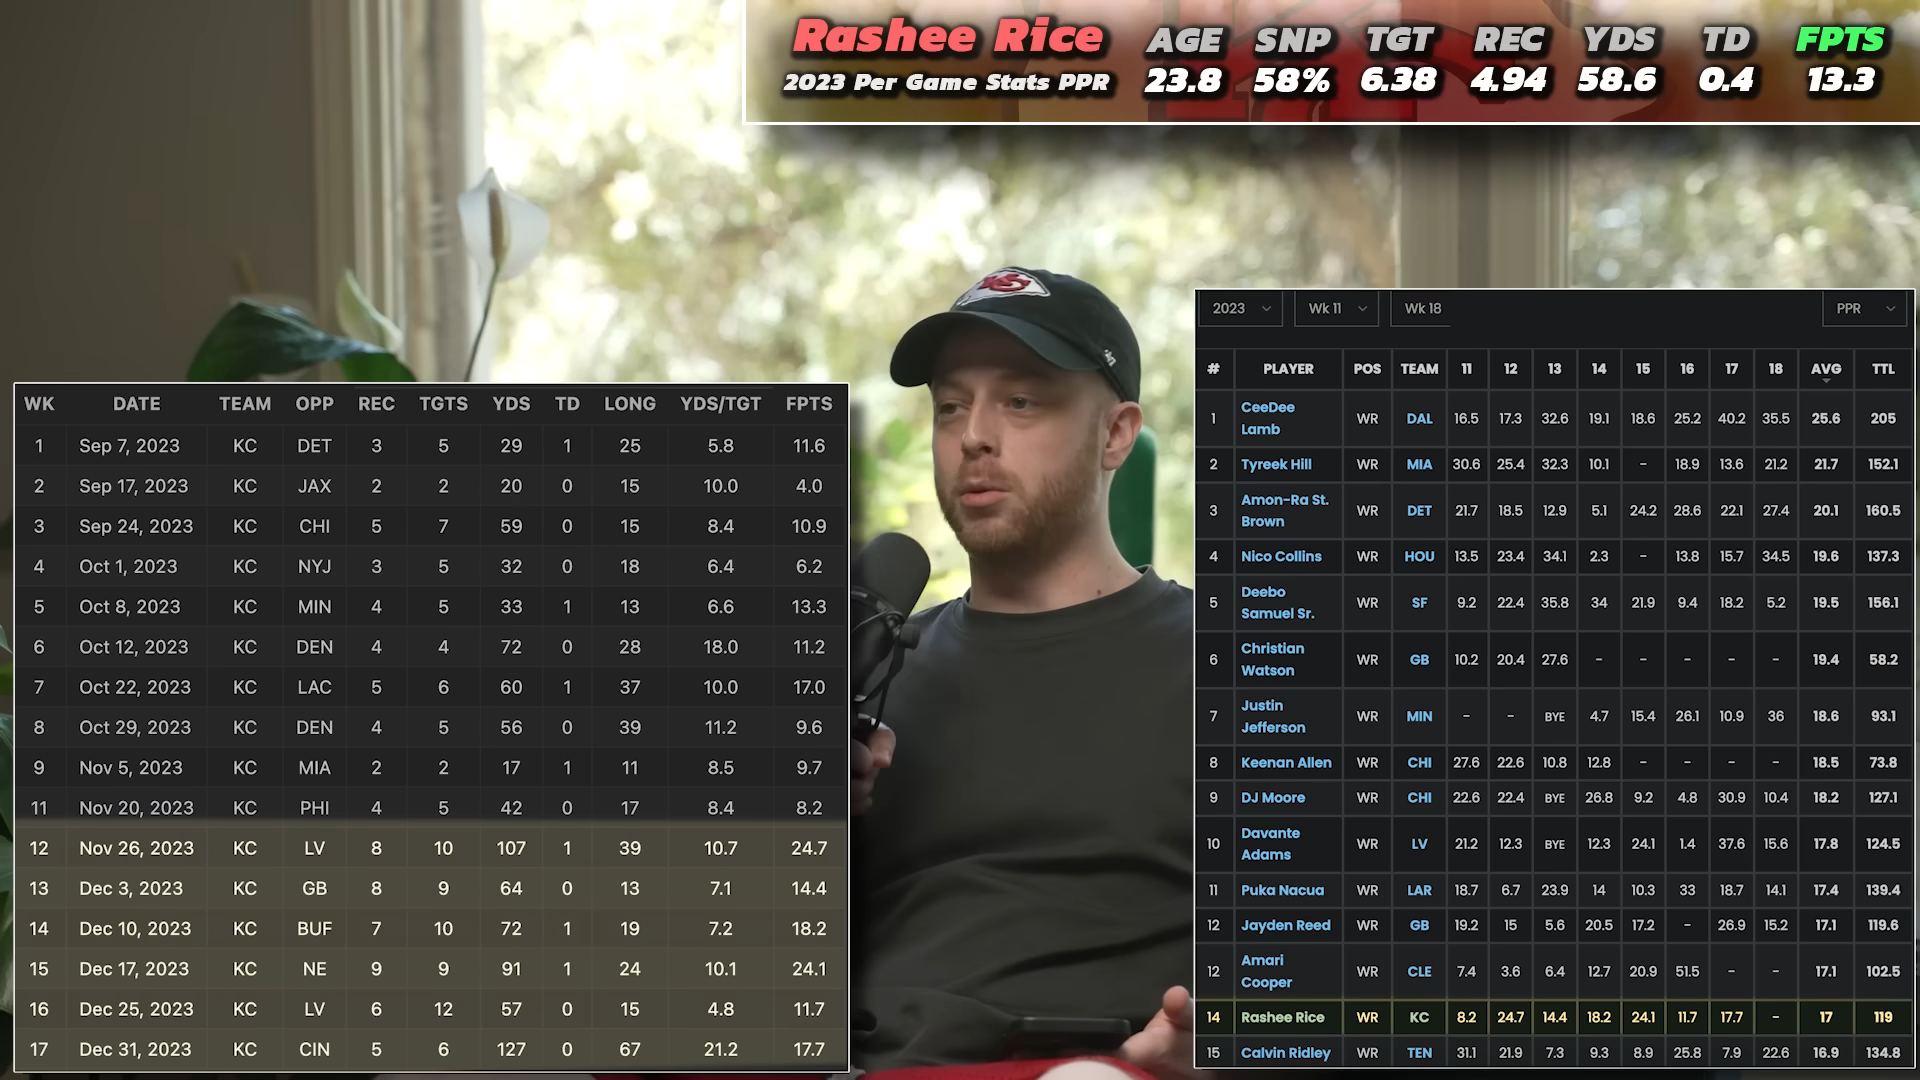 Rashee Rice
2023 Per Game Stats PPR
AGE SNP TGT REC YDS TD FPTS
23.8 58% 6.38 4.94 58.6 0.4 13.3
WK DATE TEAM OPP REC TGTS YDS TD LONG YDS/TGT FPTS
1 Sep 7, 2023 KC DET 3 5 29 1 25 5.8 11.6
2 Sep 17, 2023 KC JAX 2 2 20 0 15 10.0 4.0
3 Sep 24, 2023 KC CHI 5 7 59 0 15 8.4 10.9
4 Oct 1, 2023 KC NYJ 3 5 32 0 18 6.4 6.2
5 Oct 8, 2023 KC MIN 4 5 33 1 13 6.6 13.3
6 Oct 12, 2023 KC DEN 4 4 72 0 28 18.0 11.2
7 Oct 22, 2023 KC LAC 5 6 60 1 37 10.0 17.0
8 Oct 29, 2023 KC DEN 4 5 56 0 39 11.2 9.6
9 Nov 5, 2023 KC MIA 2 2 17 1 11 8.5 9.7
11 Nov 20, 2023 KC PHI 4 5 42 0 17 8.4 8.2
12 Nov 26, 2023 KC LV 8 10 107 1 39 10.7 24.7
13 Dec 3, 2023 KC GB 8 9 64 0 13 7.1 14.4
14 Dec 10, 2023 KC BUF 7 10 72 1 19 7.2 18.2
15 Dec 17, 2023 KC NE 9 9 91 1 24 10.1 24.1
16 Dec 25, 2023 KC LV 6 12 57 0 15 4.8 11.7
17 Dec 31, 2023 KC CIN 5 6 127 0 67 21.2 17.7
KC
2023 Wk 11 Wk 18 PPR
# PLAYER POS TEAM 11 12 13 14 15 16 17 18 AVG TTL
1 CeeDee Lamb WR DAL 16.5 17.3 32.6 19.1 18.6 25.2 40.2 35.5 25.6 205
2 Tyreek Hill WR MIA 30.6 25.4 32.3 10.1 - 18.9 13.6 21.2 21.7 152.1
3 Amon-Ra St. Brown WR DET 21.7 18.5 12.9 5.1 24.2 28.6 22.1 27.4 20.1 160.5
4 Nico Collins WR HOU 13.5 23.4 34.1 2.3 - 13.8 15.7 34.5 19.6 137.3
5 Deebo Samuel Sr. WR SF 9.2 22.4 35.8 34 21.9 9.4 18.2 5.2 19.5 156.1
6 Christian Watson WR GB 10.2 20.4 27.6 - - - - - 19.4 58.2
7 Justin Jefferson WR MIN - - BYE 4.7 15.4 26.1 10.9 36 18.6 93.1
8 Keenan Allen WR CHI 27.6 22.6 10.8 12.8 - - - - 18.5 73.8
9 DJ Moore WR CHI 22.6 22.4 BYE 26.8 9.2 4.8 30.9 10.4 18.2 127.1
10 Davante Adams WR LV 21.2 12.3 BYE 12.3 24.1 1.4 37.6 15.6 17.8 124.5
11 Puka Nacua WR LAR 18.7 6.7 23.9 14 10.3 33 18.7 14.1 17.4 139.4
12 Jayden Reed WR GB 19.2 15 5.6 20.5 17.2 - 26.9 15.2 17.1 119.6
12 Amari Cooper WR CLE 7.4 3.6 6.4 12.7 20.9 51.5 - - 17.1 102.5
14 Rashee Rice WR KC 8.2 24.7 14.4 18.2 24.1 11.7 17.7 - 17 119
15 Calvin Ridley WR TEN 31.1 21.9 7.3 9.3 8.9 25.8 7.9 22.6 16.9 134.8